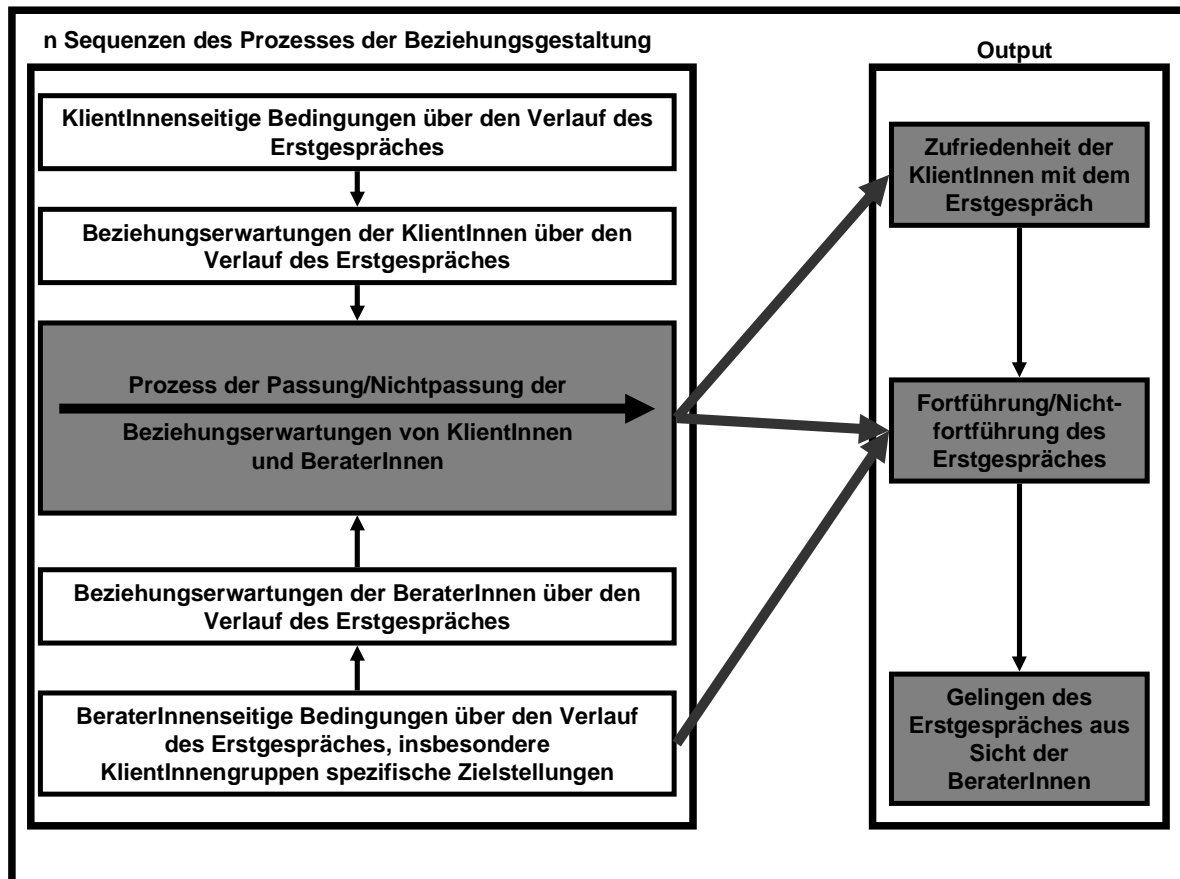 n Sequenzen des Prozesses der Beziehungsgestaltung
KlientInnenseitige Bedingungen über den Verlauf des
Erstgespräches
Beziehungserwartungen der KlientInnen über den
Verlauf des Erstgespräches
Prozess der Passung/Nichtpassung der
Beziehungserwartungen von KlientInnen
und BeraterInnen
Beziehungserwartungen der BeraterInnen über den
Verlauf des Erstgespräches
BeraterInnenseitige Bedingungen über den Verlauf
des Erstgespräches, insbesondere
KlientInnengruppen spezifische Zielstellungen
Output
Zufriedenheit der
KlientInnen mit dem
Erstgespräch
Fortführung/Nicht-
fortführung des
Erstgespräches
Gelingen des
Erstgespräches aus
Sicht der
BeraterInnen